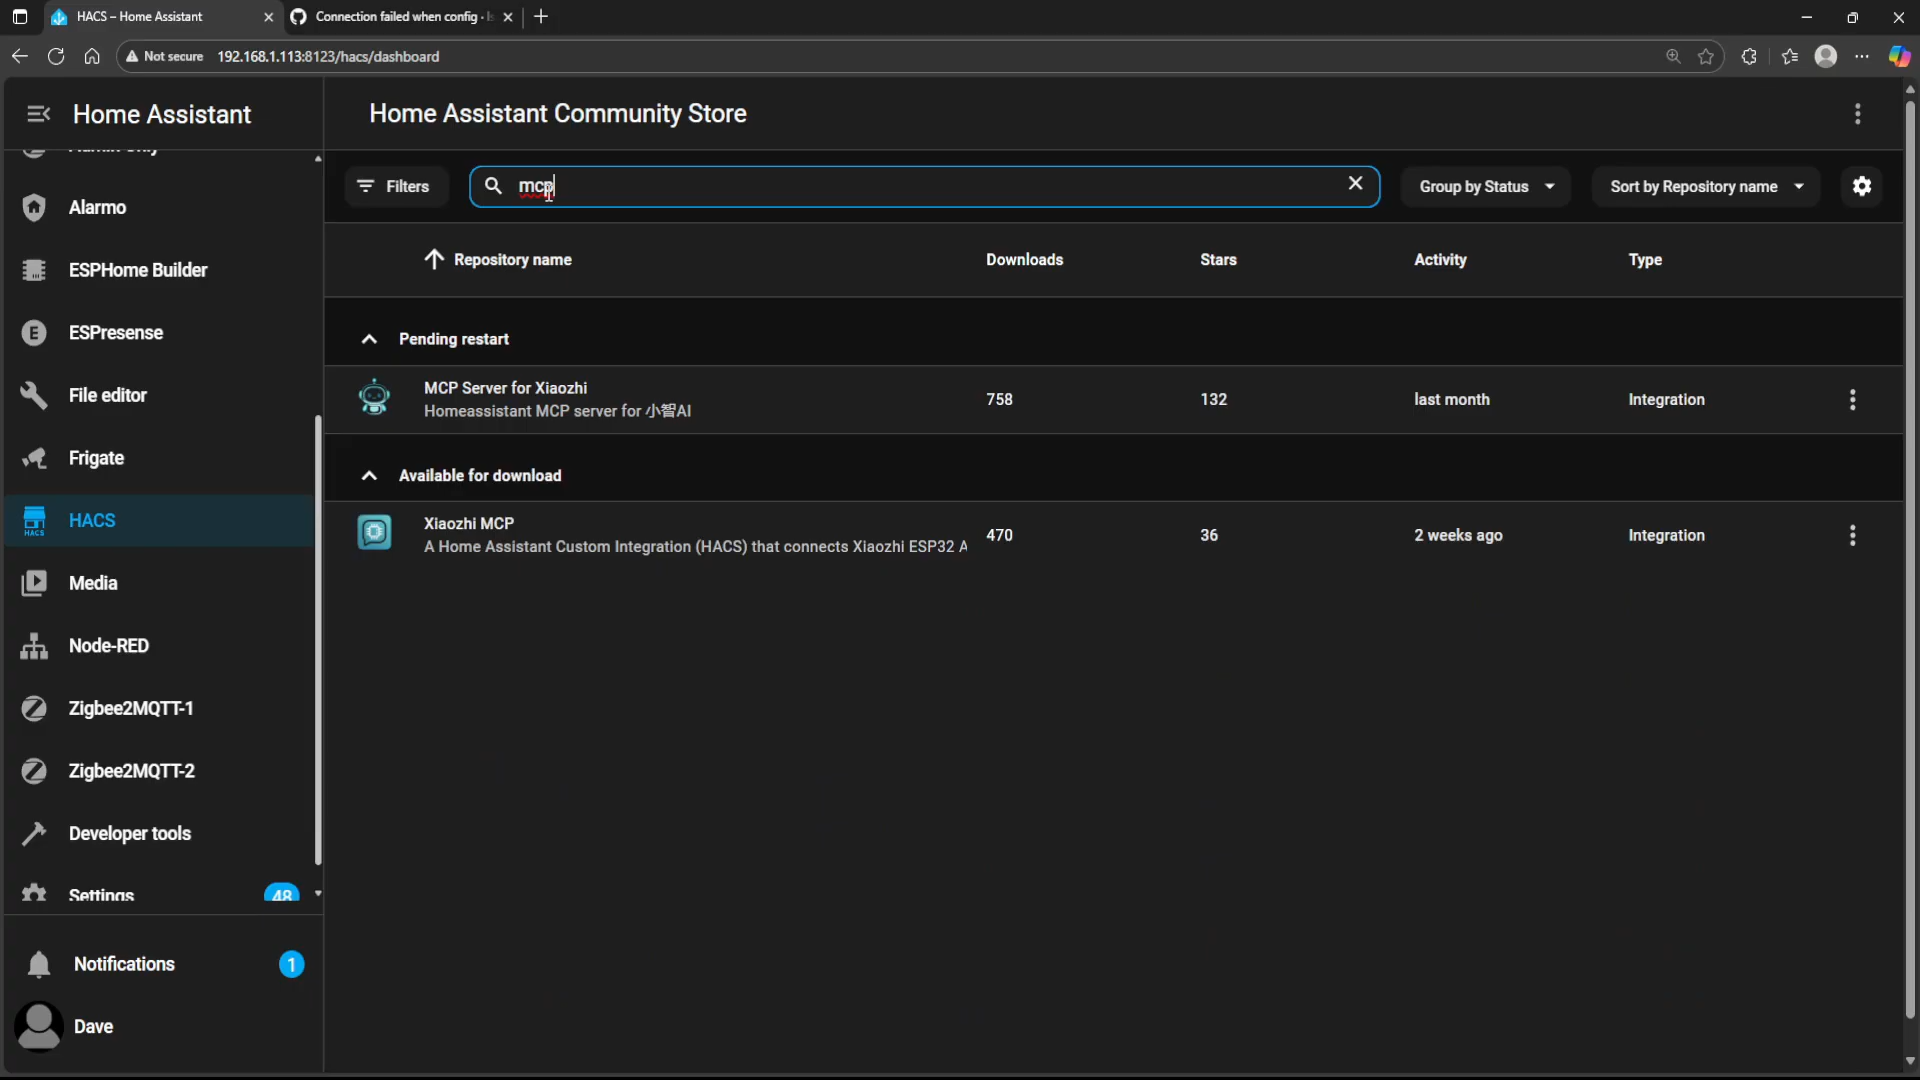 HACS – Home Assistant
Connection failed when config · Is
Not secure
192.168.1.113:8123/hacs/dashboard
Home Assistant
Home Assistant Community Store
Filters
mcp
Group by Status
Sort by Repository name
Alarmo
ESPHome Builder
ESPresense
File editor
Frigate
HACS
HACS
Media
Node-RED
Zigbee2MQTT-1
Zigbee2MQTT-2
Developer tools
Settings
48
Notifications
1
Dave
Repository name
Downloads
Stars
Activity
Type
Pending restart
MCP Server for Xiaozhi
Homeassistant MCP server for 小智AI
758
132
last month
Integration
Available for download
Xiaozhi MCP
A Home Assistant Custom Integration (HACS) that connects Xiaozhi ESP32 A
470
36
2 weeks ago
Integration